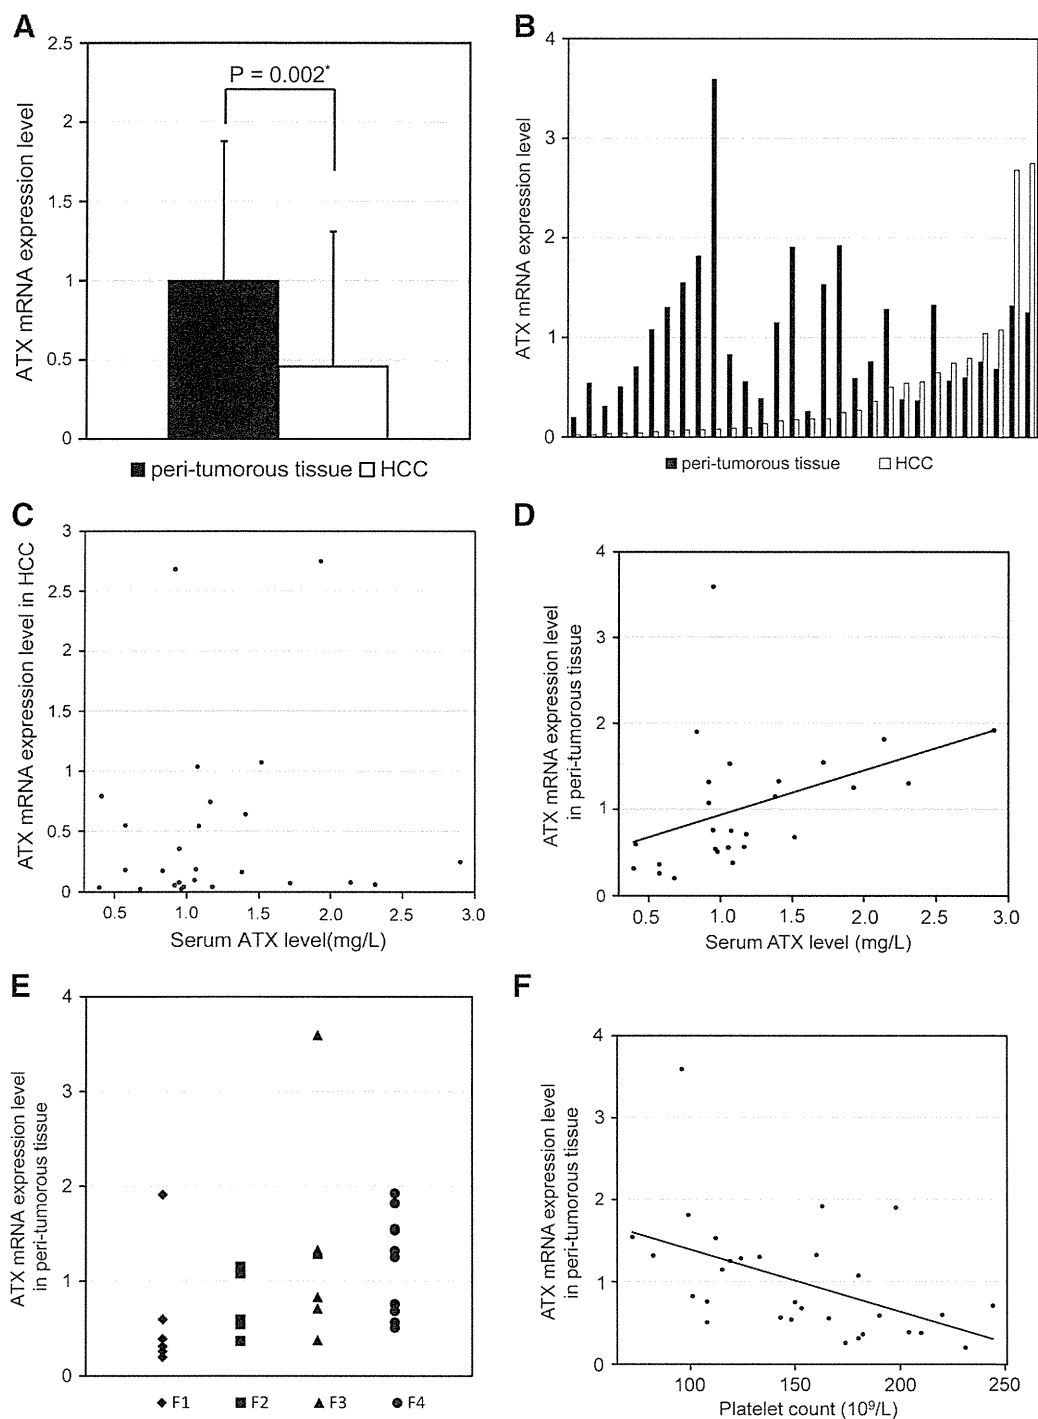 A
2.5
2
1.5
1
0.5
0
ATX mRNA expression level
P = 0.002*
peri-tumorous tissue HCC
B
4
3
2
1
0
ATX mRNA expression level
peri-tumorous tissue HCC
C
3
2.5
2
1.5
1
0.5
0
ATX mRNA expression level in HCC
0.5 1.0 1.5 2.0 2.5 3.0
Serum ATX level(mg/L)
D
4
3
2
1
0
ATX mRNA expression level
in peri-tumorous tissue
0.5 1.0 1.5 2.0 2.5 3.0
Serum ATX level (mg/L)
E
4
3
2
1
0
ATX mRNA expression level
in peri-tumorous tissue
F1 F2 F3 F4
F
4
3
2
1
0
ATX mRNA expression level
in peri-tumorous tissue
100 150 200 250
Platelet count (10⁹/L)